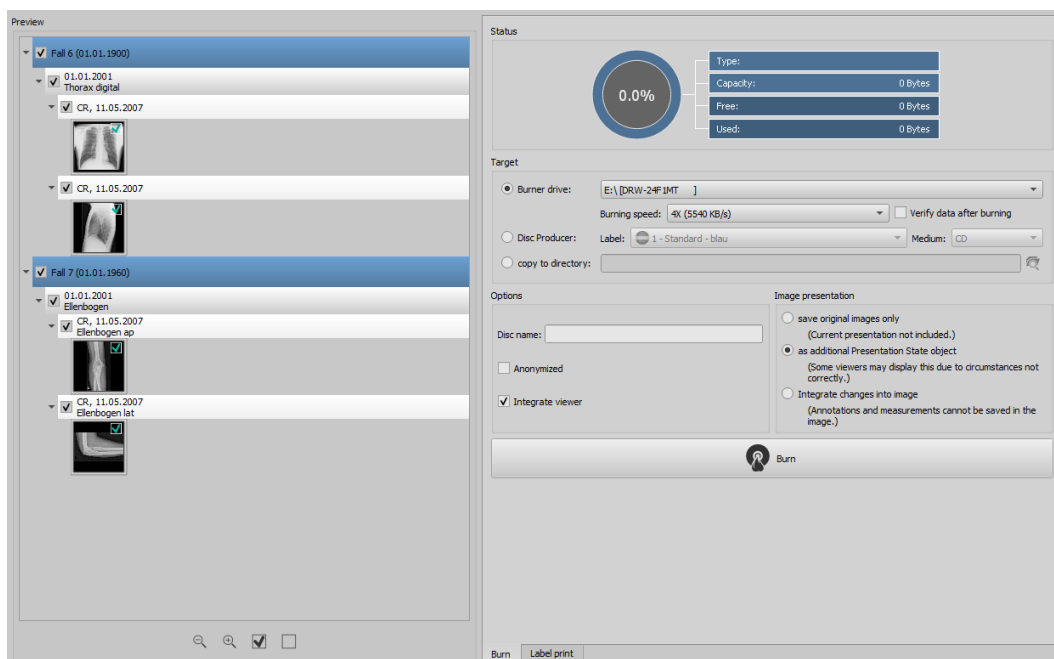 Preview
Fall 6 (01.01.1900)
01.01.2001
Thorax digital
CR, 11.05.2007
CR, 11.05.2007
Fall 7 (01.01.1960)
01.01.2001
Ellenbogen
CR, 11.05.2007
Ellenbogen ap
CR, 11.05.2007
Ellenbogen lat
Status
0.0%
Type:
Capacity: 0 Bytes
Free: 0 Bytes
Used: 0 Bytes
Target
Burner drive: E:\ [DRW-24F1MT ]
Burning speed: 4X (5540 KB/s) Verify data after burning
Disc Producer: Label: 1 - Standard - blau Medium: CD
copy to directory:
Options
Disc name:
Anonymized
Integrate viewer
Image presentation
save original images only
(Current presentation not included.)
as additional Presentation State object
(Some viewers may display this due to circumstances not
correctly.)
Integrate changes into image
(Annotations and measurements cannot be saved in the
image.)
Burn
Burn Label print